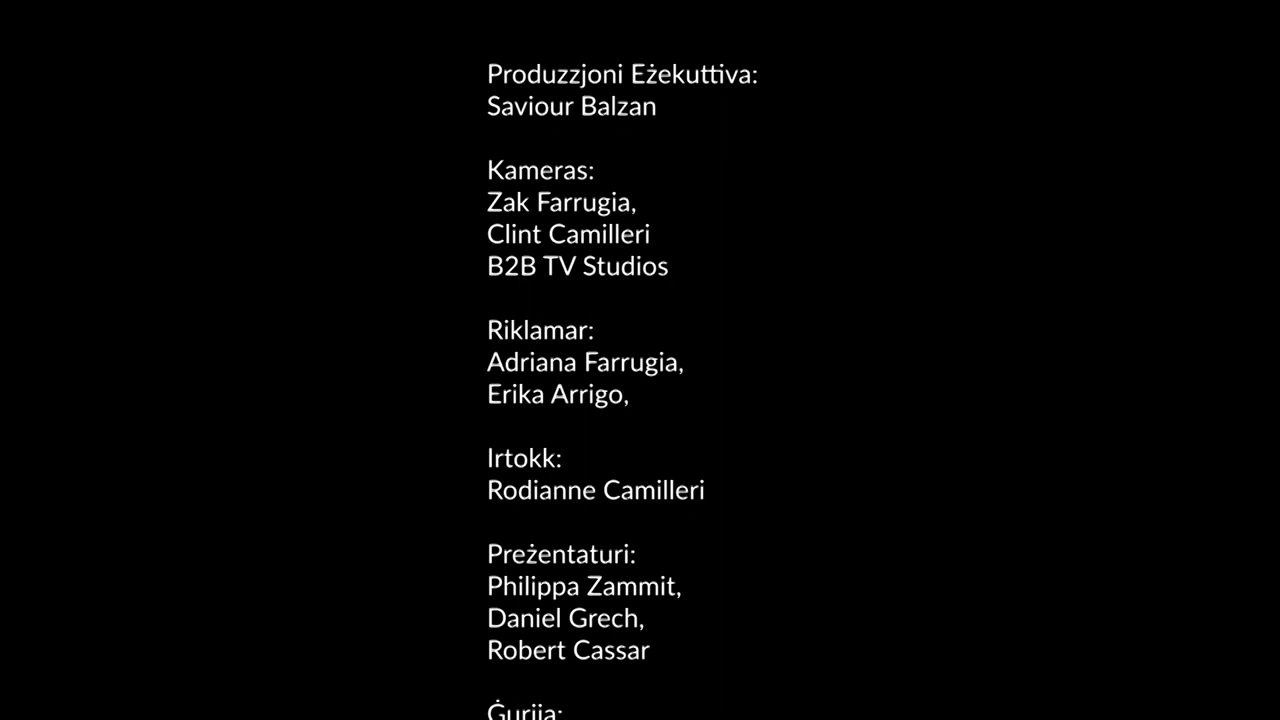 Produzzjoni Eżekuttiva:
Saviour Balzan
Kameras:
Zak Farrugia,
Clint Camilleri
B2B TV Studios
Riklamar:
Adriana Farrugia,
Erika Arrigo,
Irtokk:
Rodianne Camilleri
Preżentaturi:
Philippa Zammit,
Daniel Grech,
Robert Cassar
Ġurija: